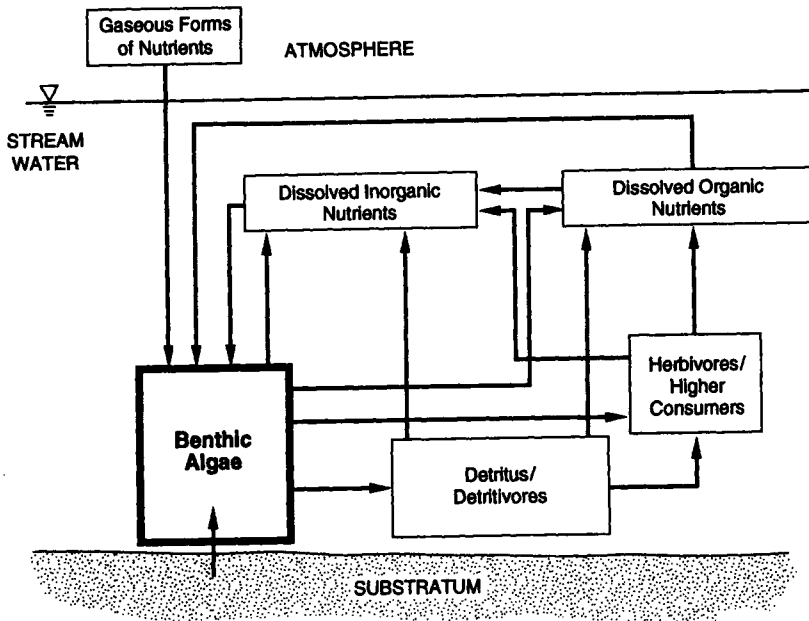 Gaseous Forms
of Nutrients
ATMOSPHERE
STREAM
WATER
Dissolved Inorganic
Nutrients
Dissolved Organic
Nutrients
Herbivores/
Higher
Consumers
Benthic
Algae
Detritus/
Detritivores
SUBSTRATUM